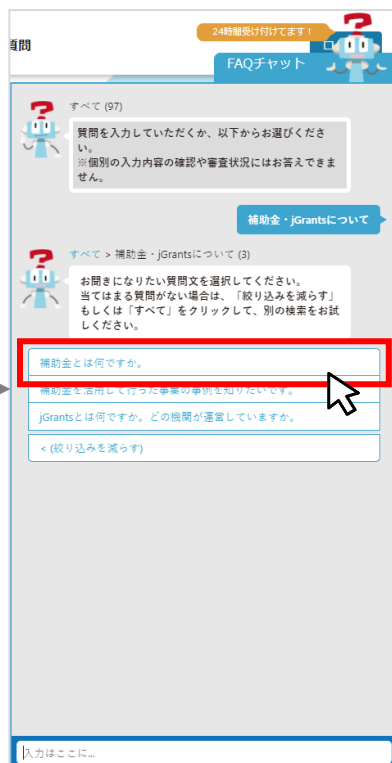 質問
24時間受け付けてます！
FAQチャット
すべて (97)
質問を入力していただくか、以下からお選びくださ
い。
※個別の入力内容の確認や審査状況にはお答えできま
せん。
補助金・jGrantsについて
すべて > 補助金・jGrantsについて (3)
お聞きになりたい質問文を選択してください。
当てはまる質問がない場合は、「絞り込みを減らす」
もしくは「すべて」をクリックして、別の検索をお試
しください。
補助金とは何ですか。
補助金を活用して行った事業の事例を知りたいです。
jGrantsとは何ですか。どの機関が運営していますか。
< (絞り込みを減らす)
入力はここに...